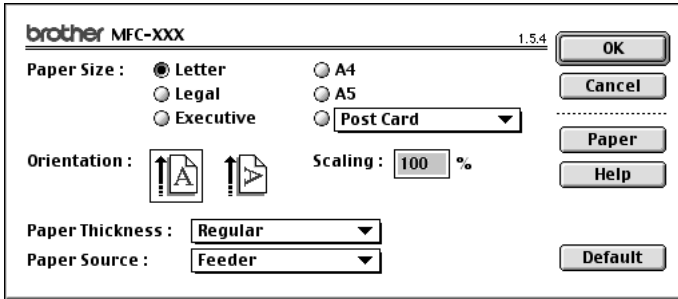 brother MFC-XXX 1.5.4
OK
Paper Size : Letter A4
Cancel
Legal A5
Executive Post Card
Paper
Orientation : A A Scaling : 100 %
Help
Paper Thickness : Regular
Paper Source : Feeder Default